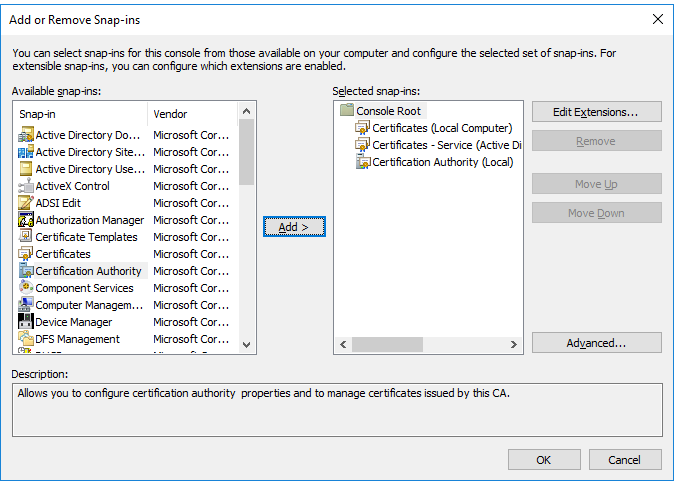 Add or Remove Snap-ins
You can select snap-ins for this console from those available on your computer and configure the selected set of snap-ins. For
extensible snap-ins, you can configure which extensions are enabled.
Available snap-ins:
Snap-in Vendor
Active Directory Do... Microsoft Cor...
Active Directory Site... Microsoft Cor...
Active Directory Use... Microsoft Cor...
ActiveX Control Microsoft Cor...
ADSI Edit Microsoft Cor...
Authorization Manager Microsoft Cor...
Certificate Templates Microsoft Cor...
Certificates Microsoft Cor...
Certification Authority Microsoft Cor...
Component Services Microsoft Cor...
Computer Managem... Microsoft Cor...
Device Manager Microsoft Cor...
DFS Management Microsoft Cor...
Add >
Selected snap-ins:
Console Root
Certificates (Local Computer)
Certificates - Service (Active Di
Certification Authority (Local)
Edit Extensions...
Remove
Move Up
Move Down
Advanced...
Description:
Allows you to configure certification authority properties and to manage certificates issued by this CA.
OK
Cancel